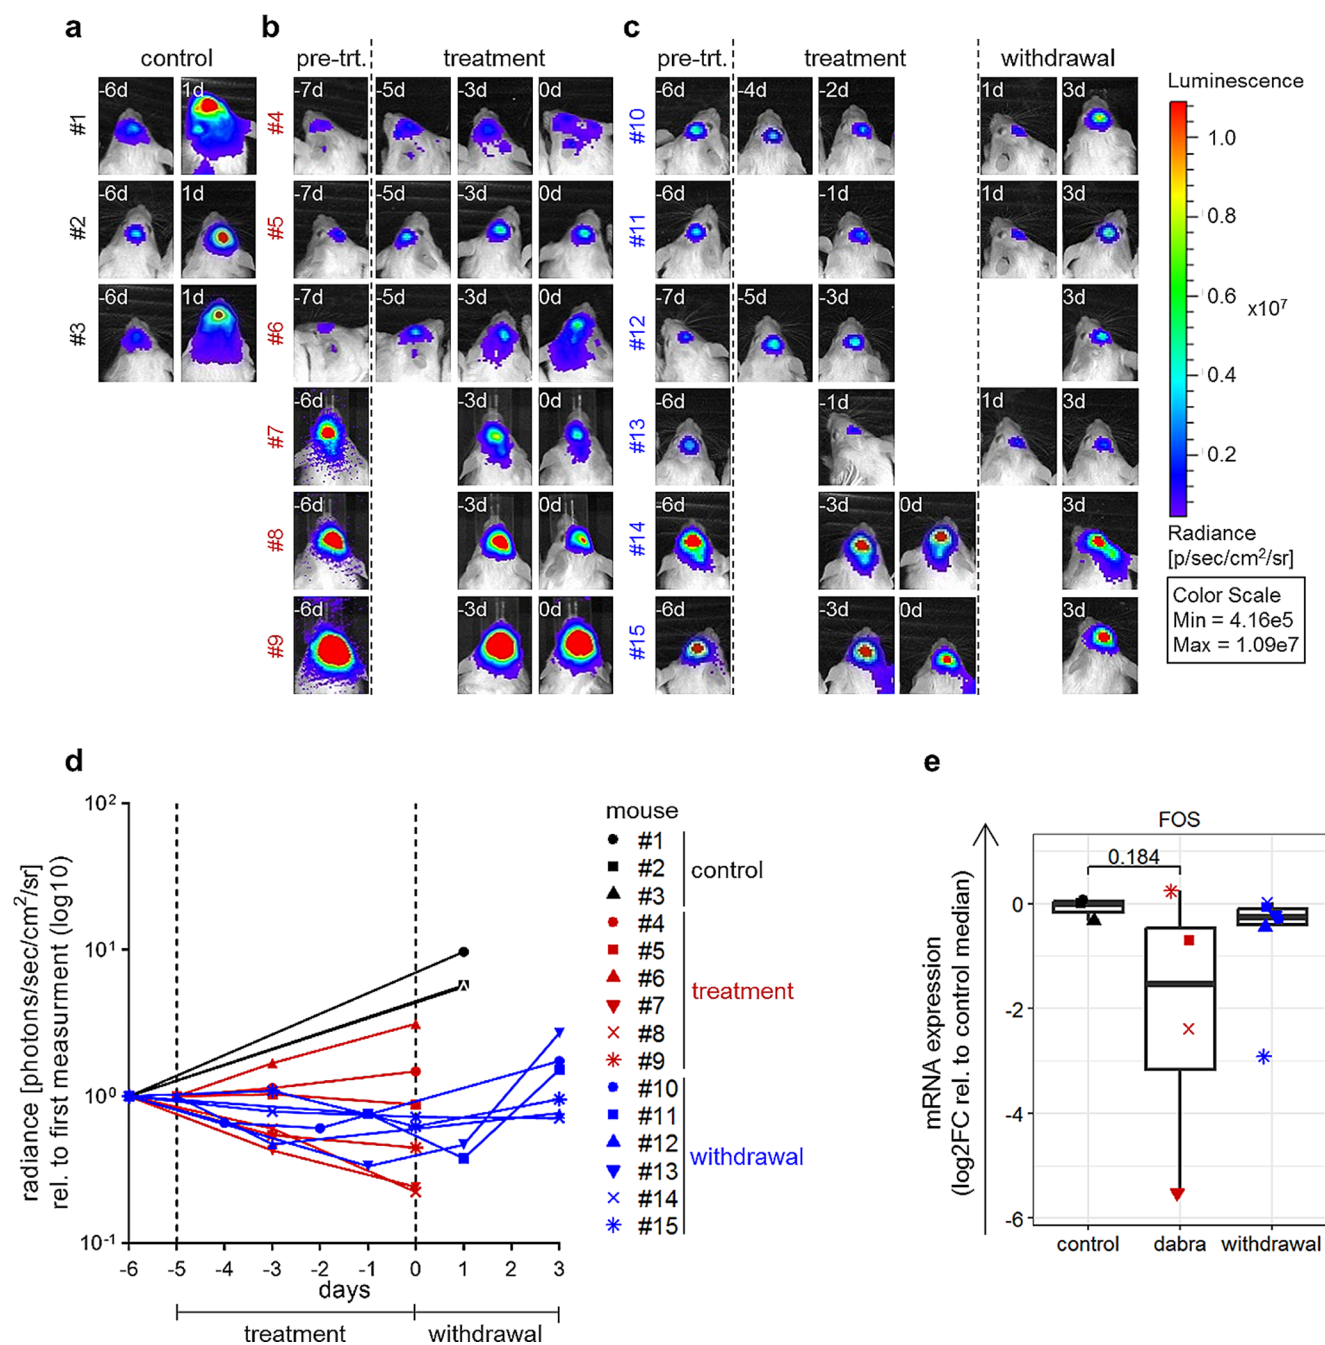 a
b
c
control
pre-trt.
treatment
pre-trt.
treatment
withdrawal
Luminescence
#1
-6d
1d
#4
-7d
-5d
-3d
0d
#10
-6d
-4d
-2d
1d
3d
#2
-6d
1d
#5
-7d
-5d
-3d
0d
#11
-6d
-1d
1d
3d
#3
-6d
1d
#6
-7d
-5d
-3d
0d
#12
-7d
-5d
-3d
3d
#7
-6d
-3d
0d
#13
-6d
-1d
1d
3d
#8
-6d
-3d
0d
#14
-6d
-3d
0d
3d
#9
-6d
-3d
0d
#15
-6d
-3d
0d
3d
1.0
0.8
0.6
x10⁷
0.4
0.2
Radiance
[p/sec/cm²/sr]
Color Scale
Min = 4.16e5
Max = 1.09e7
d
radiance [photons/sec/cm²/sr]
rel. to first measurment (log10)
10²
10¹
10⁰
10⁻¹
-6 -5 -4 -3 -2 -1 0 1 2 3
days
treatment
withdrawal
mouse
#1
#2
#3
control
#4
#5
#6
#7
#8
#9
treatment
#10
#11
#12
#13
#14
#15
withdrawal
e
FOS
mRNA expression
(log2FC rel. to control median)
0.184
0
-2
-4
-6
control
dabra
withdrawal